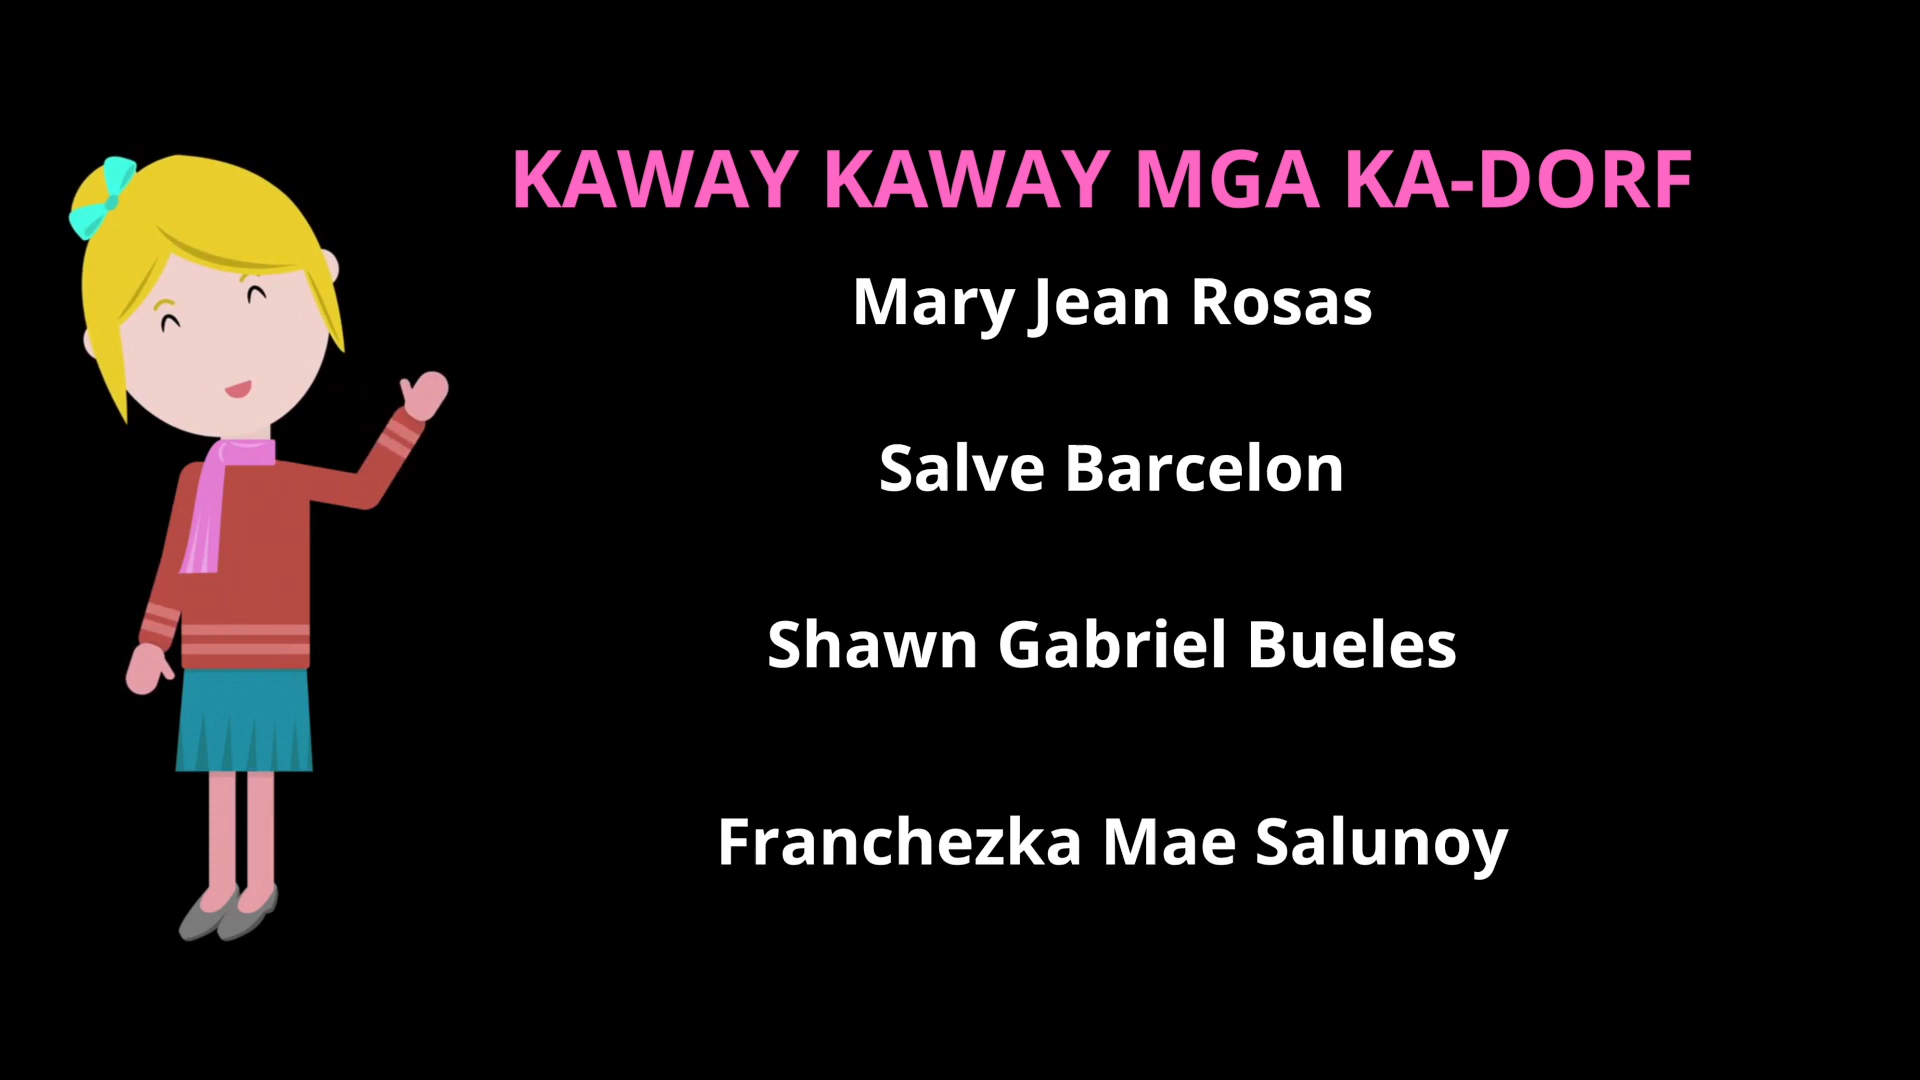 KAWAY KAWAY MGA KA-DORF
Mary Jean Rosas
Salve Barcelon
Shawn Gabriel Bueles
Franchezka Mae Salunoy